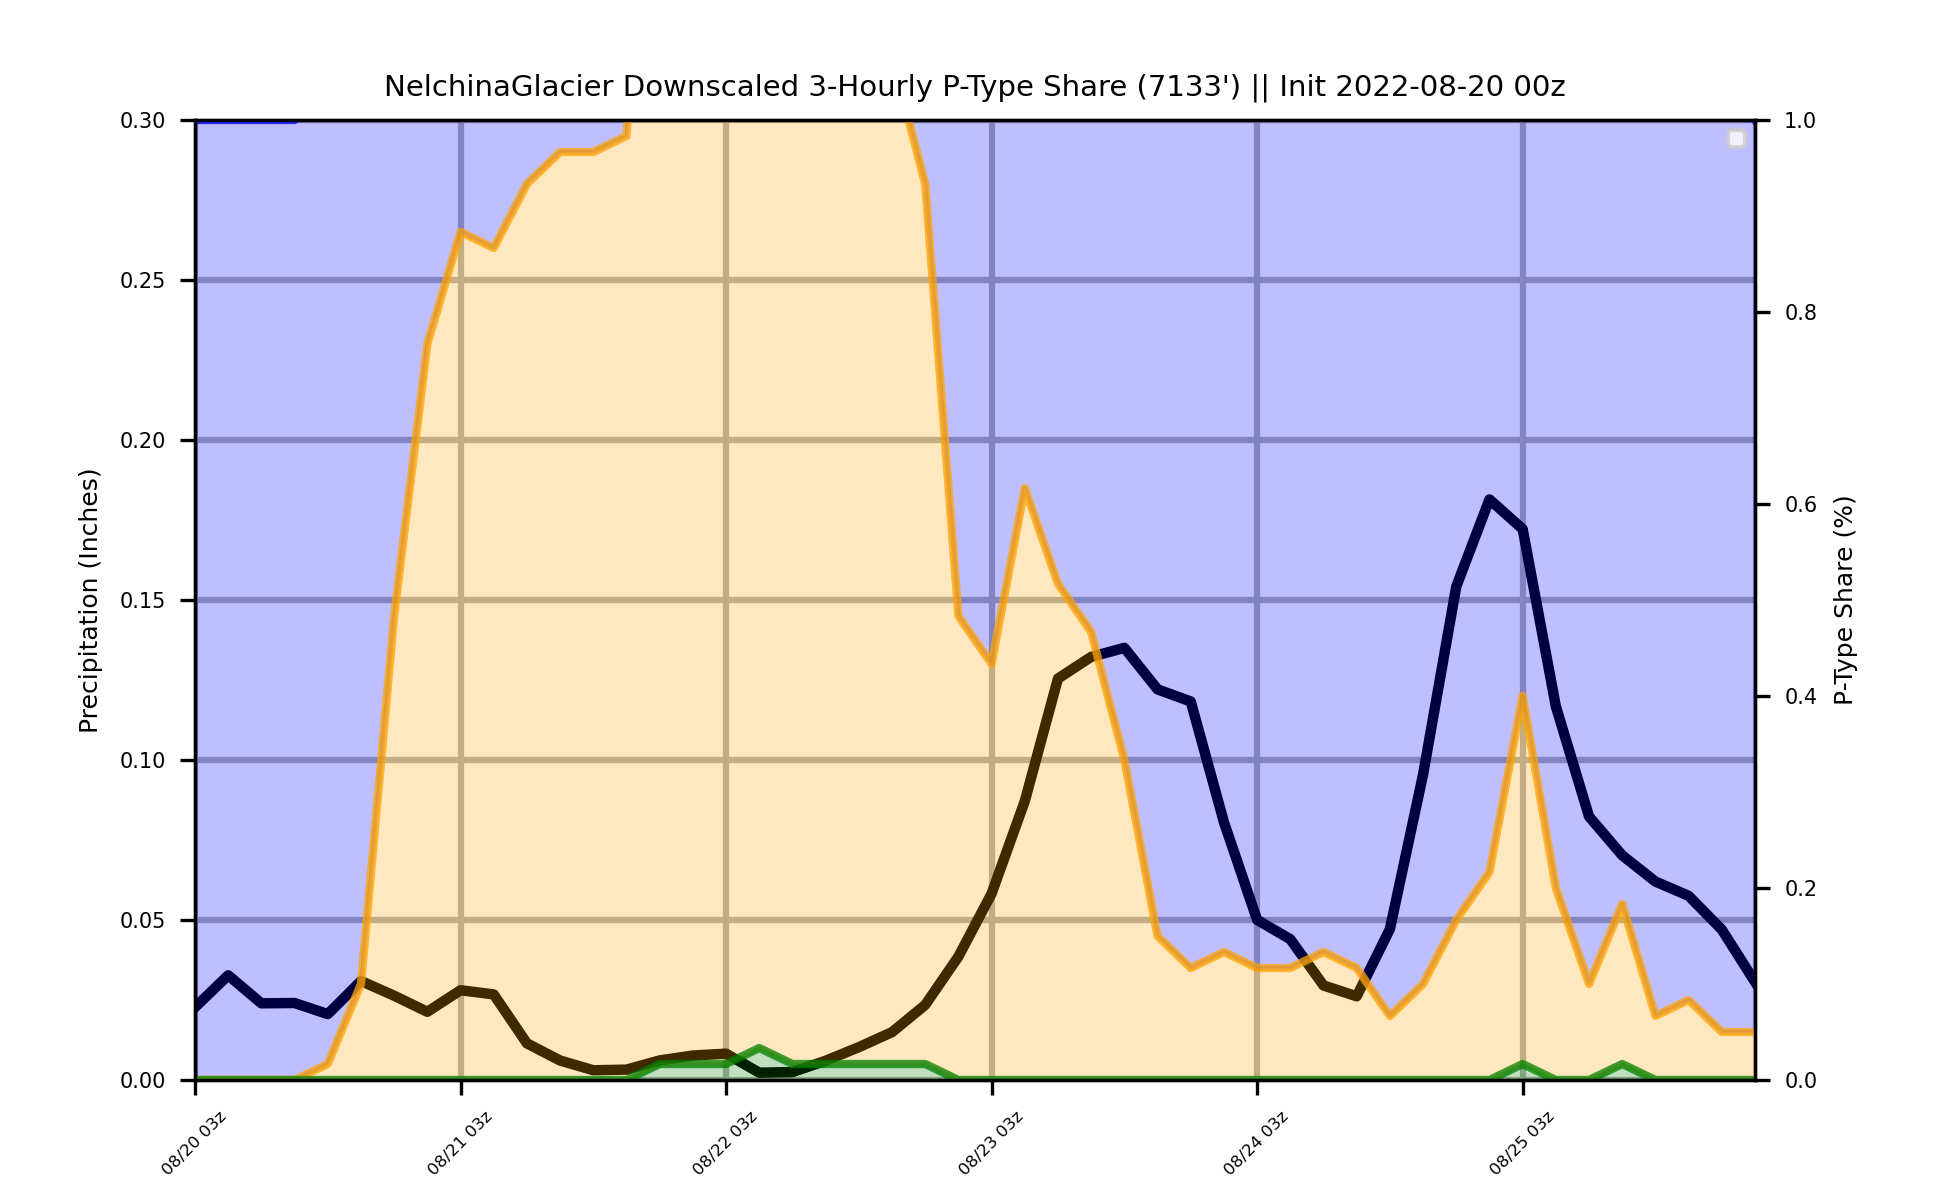 NelchinaGlacier Downscaled 3-Hourly P-Type Share (7133') || Init 2022-08-20 00z
0.30
0.25
0.20
0.15
0.10
0.05
0.00
Precipitation (Inches)
1.0
0.8
0.6
0.4
0.2
0.0
P-Type Share (%)
08/20 03z
08/21 03z
08/22 03z
08/23 03z
08/24 03z
08/25 03z